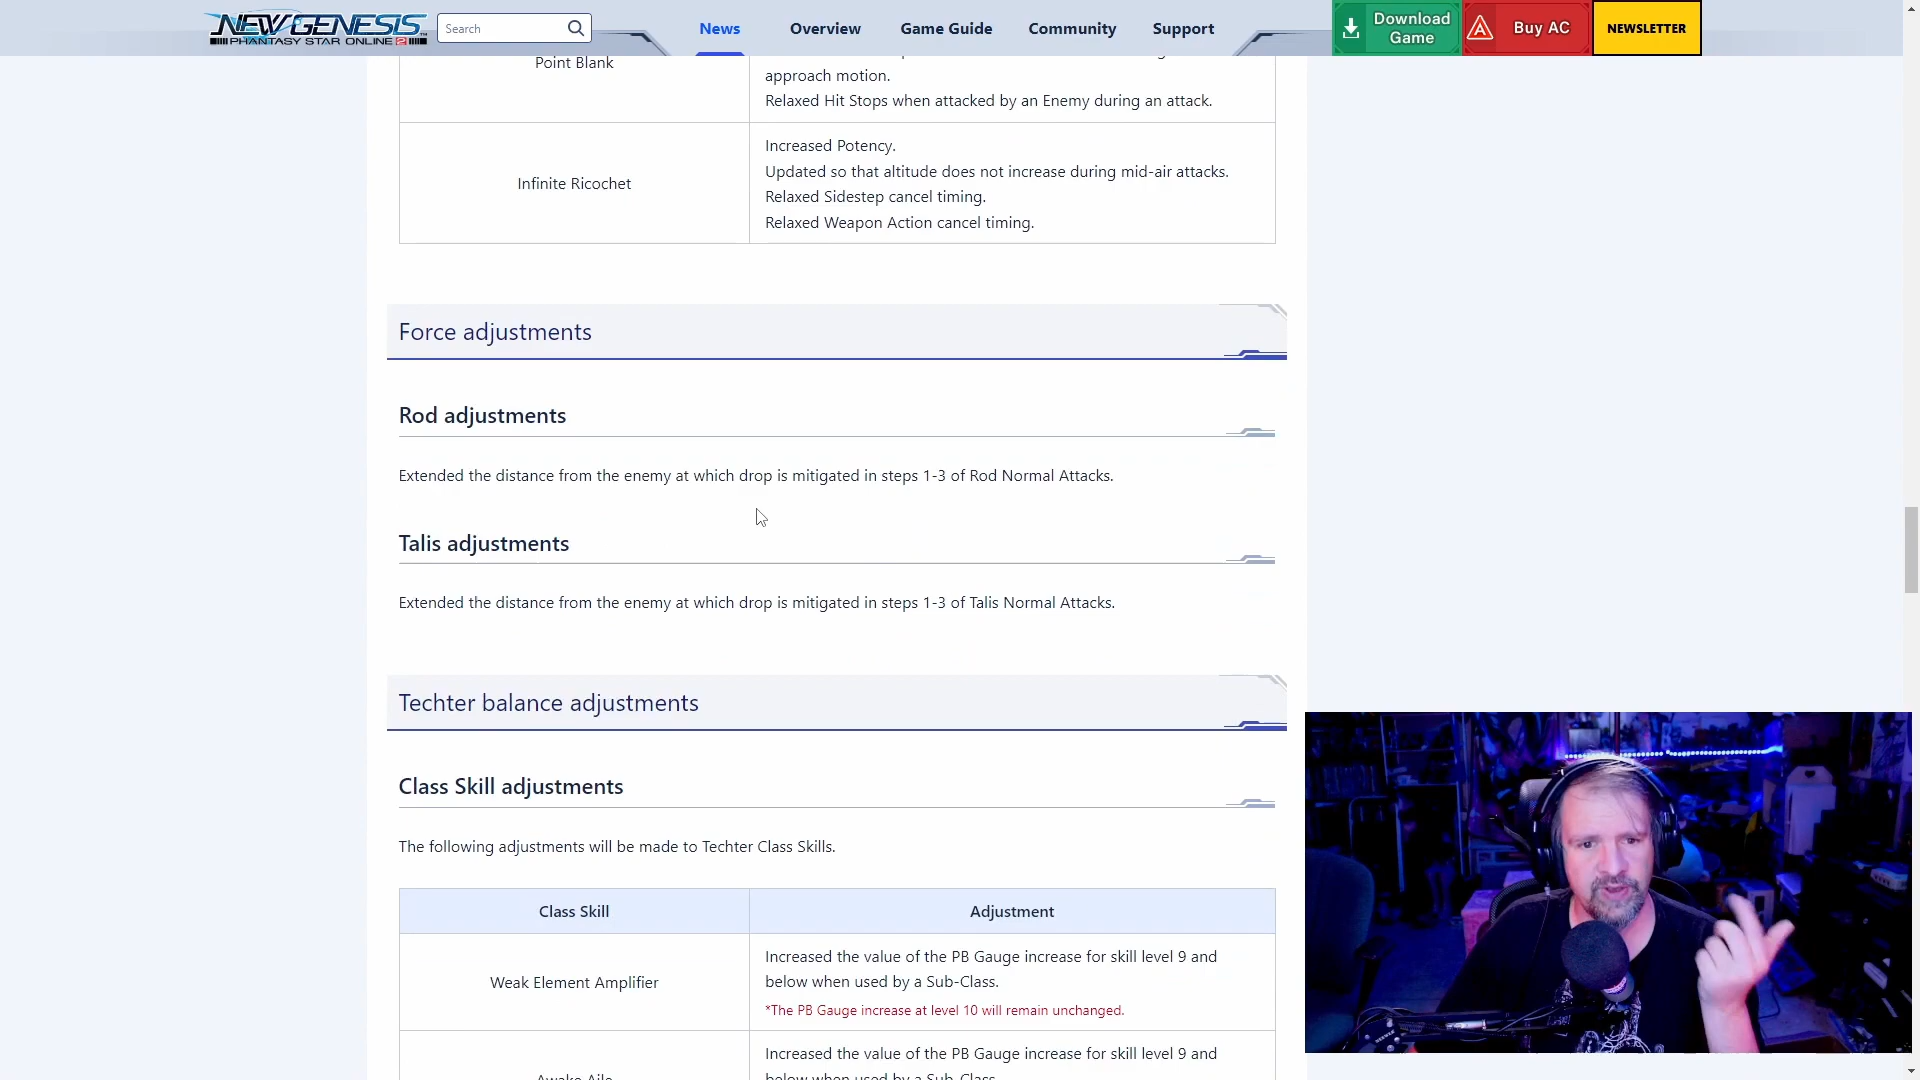 NEW GENESIS
PHANTASY STAR ONLINE 2
Search
News
Overview
Game Guide
Community
Support
Download
Game
Buy AC
NEWSLETTER
Point Blank
approach motion.
Relaxed Hit Stops when attacked by an Enemy during an attack.
Infinite Ricochet
Increased Potency.
Updated so that altitude does not increase during mid-air attacks.
Relaxed Sidestep cancel timing.
Relaxed Weapon Action cancel timing.
Force adjustments
Rod adjustments
Extended the distance from the enemy at which drop is mitigated in steps 1-3 of Rod Normal Attacks.
Talis adjustments
Extended the distance from the enemy at which drop is mitigated in steps 1-3 of Talis Normal Attacks.
Techter balance adjustments
Class Skill adjustments
The following adjustments will be made to Techter Class Skills.
Class Skill
Adjustment
Weak Element Amplifier
Increased the value of the PB Gauge increase for skill level 9 and
below when used by a Sub-Class.
*The PB Gauge increase at level 10 will remain unchanged.
Increased the value of the PB Gauge increase for skill level 9 and
below when used by a Sub-Class